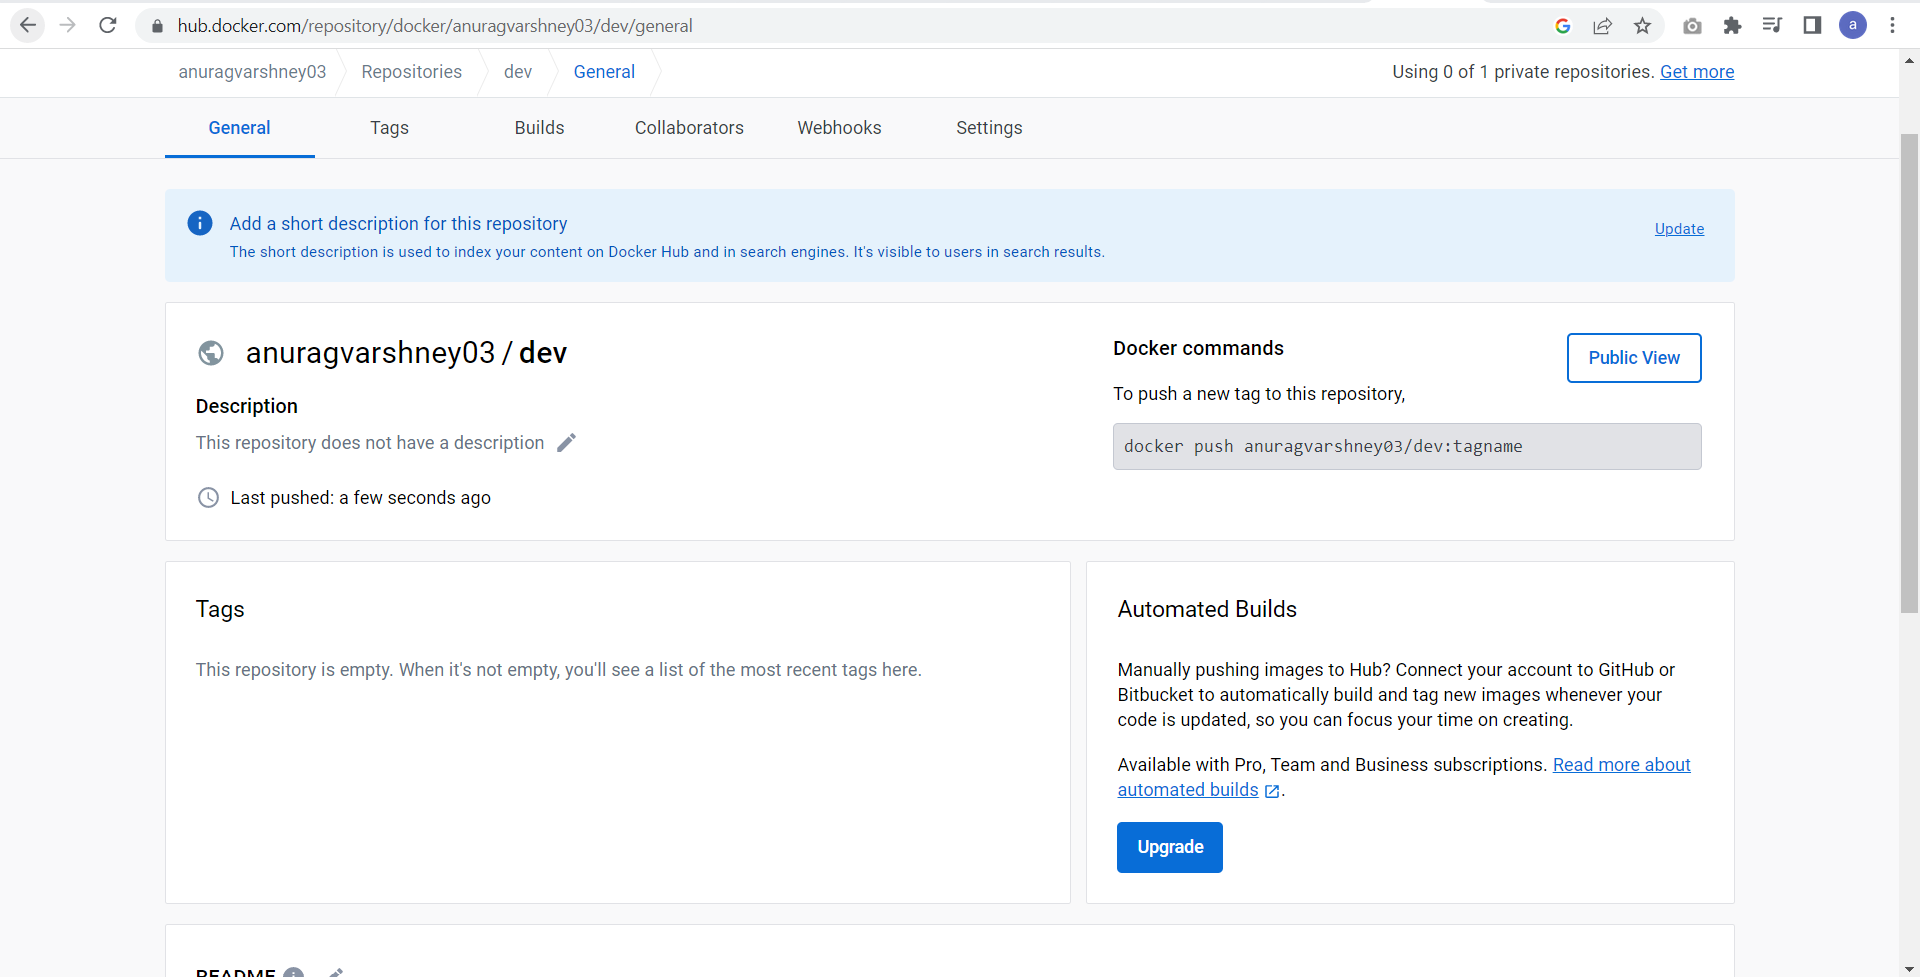 hub.docker.com/repository/docker/anuragvarshney03/dev/general
a
anuragvarshney03 Repositories dev General
Using 0 of 1 private repositories. Get more
General Tags Builds Collaborators Webhooks Settings
Add a short description for this repository
The short description is used to index your content on Docker Hub and in search engines. It's visible to users in search results.
Update
anuragvarshney03 / dev
Description
This repository does not have a description
Last pushed: a few seconds ago
Docker commands
Public View
To push a new tag to this repository,
docker push anuragvarshney03/dev:tagname
Tags
This repository is empty. When it's not empty, you'll see a list of the most recent tags here.
Automated Builds
Manually pushing images to Hub? Connect your account to GitHub or
Bitbucket to automatically build and tag new images whenever your
code is updated, so you can focus your time on creating.
Available with Pro, Team and Business subscriptions. Read more about
automated builds .
Upgrade
README